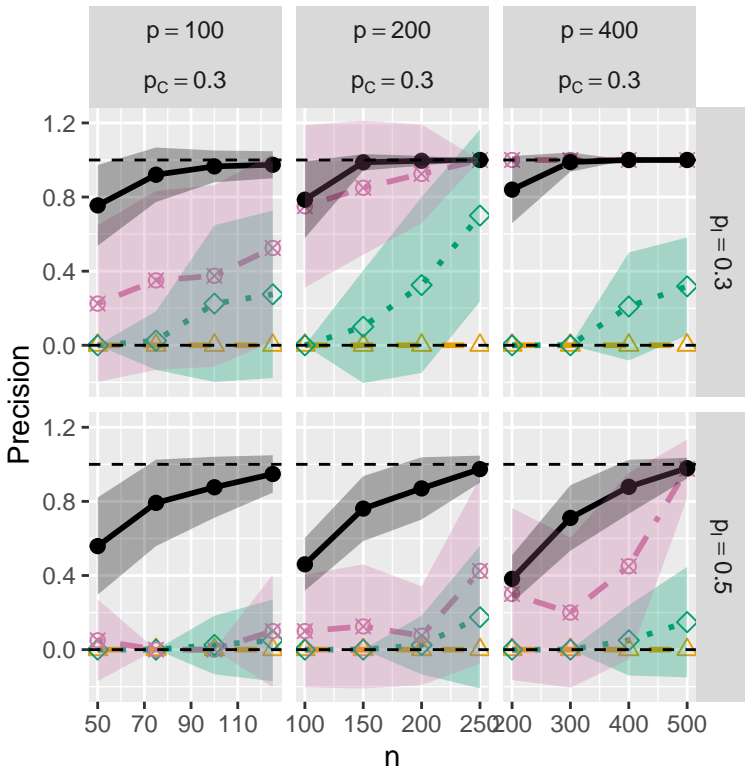 p = 100 p = 200 p = 400
p_C = 0.3 p_C = 0.3 p_C = 0.3
1.2
0.8
0.4
0.0
p_I = 0.3
Precision
1.2
0.8
0.4
0.0
p_I = 0.5
50 70 90 110 100 150 200 250 200 300 400 500
n